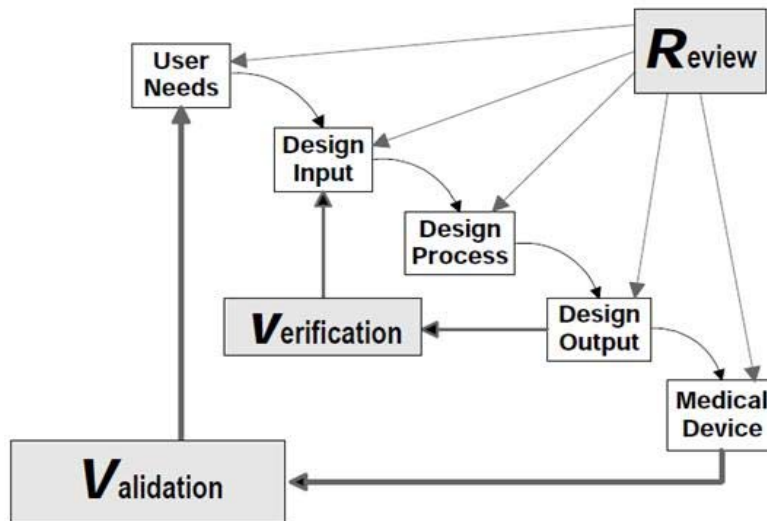 User
Needs
Review
Design
Input
Design
Process
Verification
Design
Output
Medical
Device
Validation